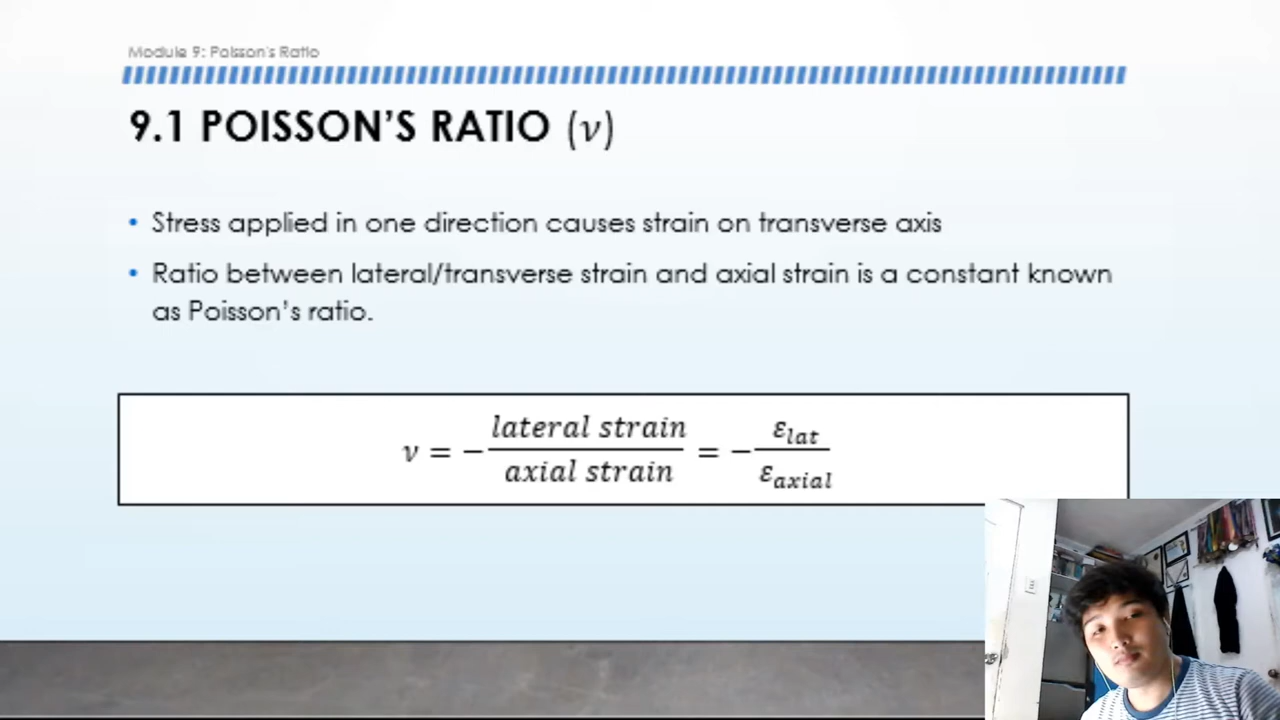 Module 9: Poisson's Ratio
9.1 POISSON'S RATIO (ν)
• Stress applied in one direction causes strain on transverse axis
• Ratio between lateral/transverse strain and axial strain is a constant known
as Poisson's ratio.
ν = −lateral strain/axial strain = −ε_lat/ε_axial